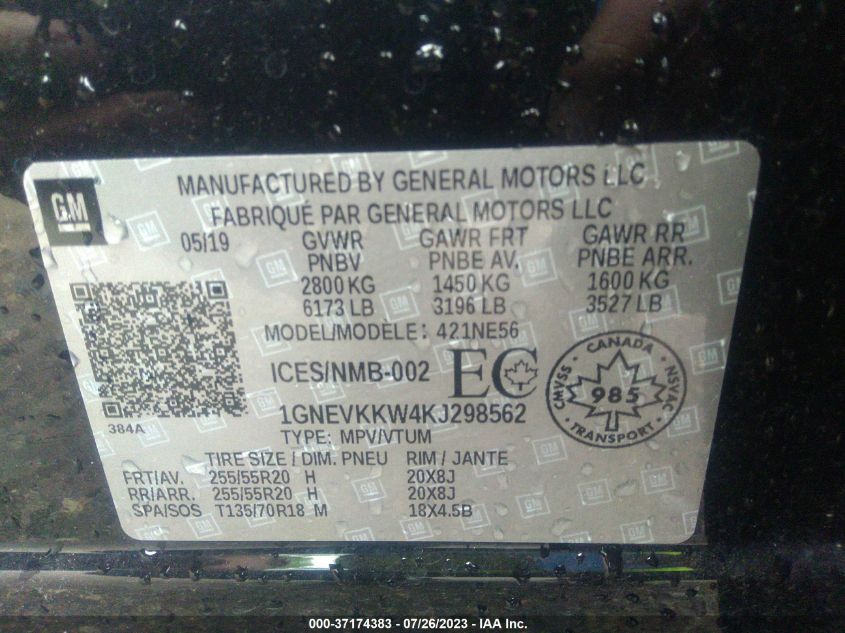 GM
MANUFACTURED BY GENERAL MOTORS LLC
FABRIQUÉ PAR GENERAL MOTORS LLC
05/19 GVWR GAWR FRT GAWR RR
PNBV PNBE AV. PNBE ARR.
2800 KG 1450 KG 1600 KG
6173 LB 3196 LB 3527 LB
MODEL/MODÈLE: 421NE56
ICES/NMB-002 EC
CANADA
CMVSS 985 NSVAC
TRANSPORT
384A
1GNEVKKW4KJ298562
TYPE: MPV/VTUM
TIRE SIZE / DIM. PNEU RIM / JANTE
FRT/AV. 255/55R20 H 20X8J
RR/ARR. 255/55R20 H 20X8J
SPA/SOS T135/70R18 M 18X4.5B
000-37174383 - 07/26/2023 - IAA Inc.